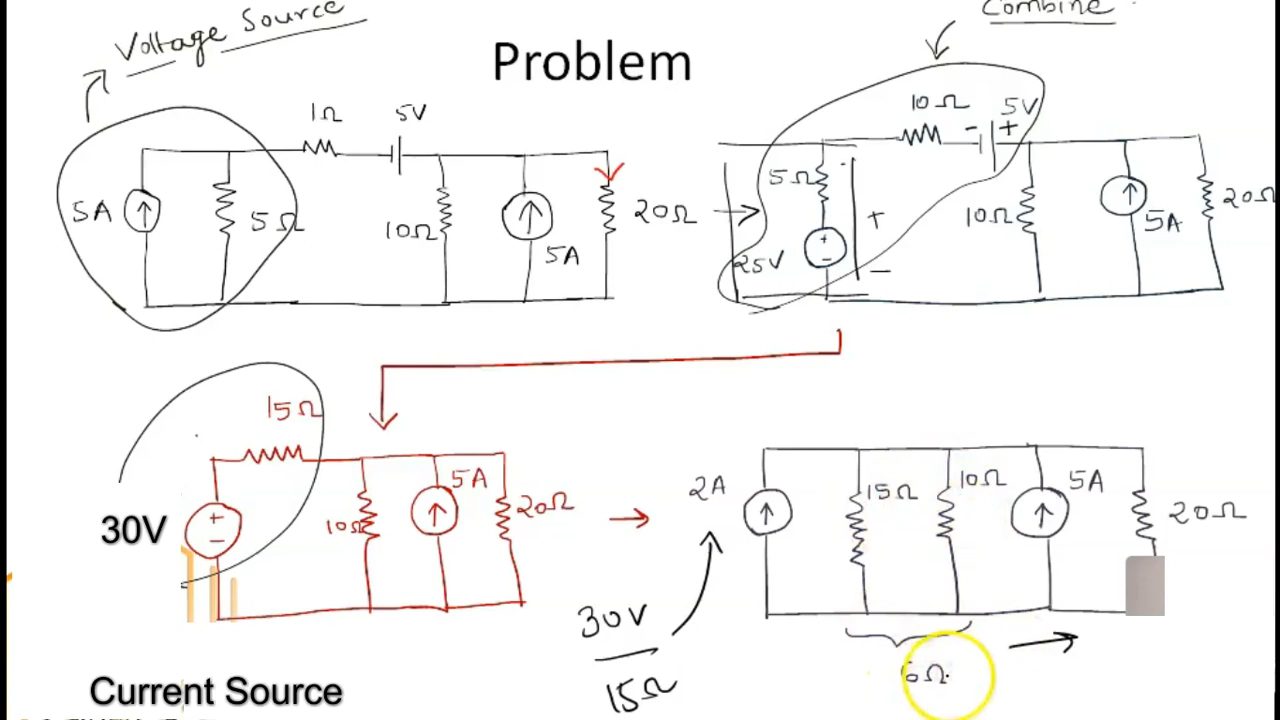 Voltage Source
Combine
Problem
1Ω 5V
5A 5Ω 10Ω 5A 20Ω
10Ω 5V
- +
5Ω
25V
+
-
+
-
10Ω 5A 20Ω
15Ω
30V
+
-
10Ω 5A 20Ω
2A 15Ω 10Ω 5A 20Ω
30V
15Ω
6Ω
Current Source